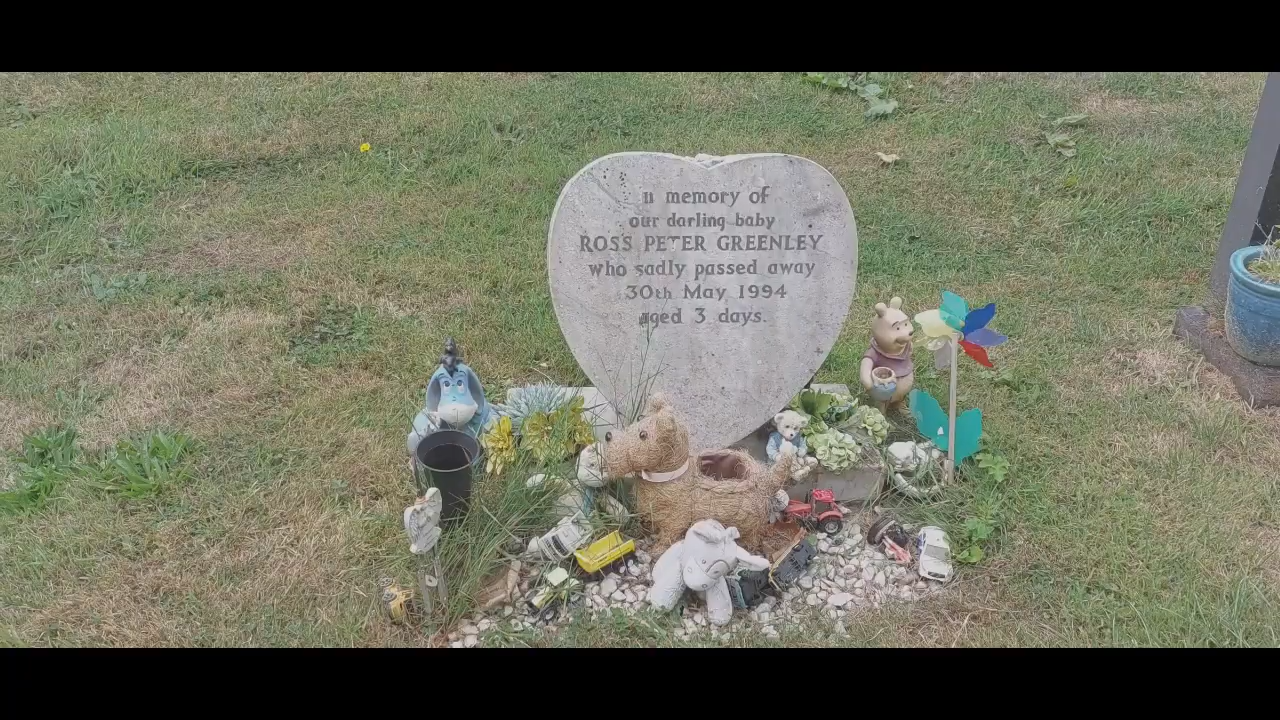 in memory of
our darling baby
ROSS PETER GREENLEY
who sadly passed away
30th May 1994
aged 3 days.